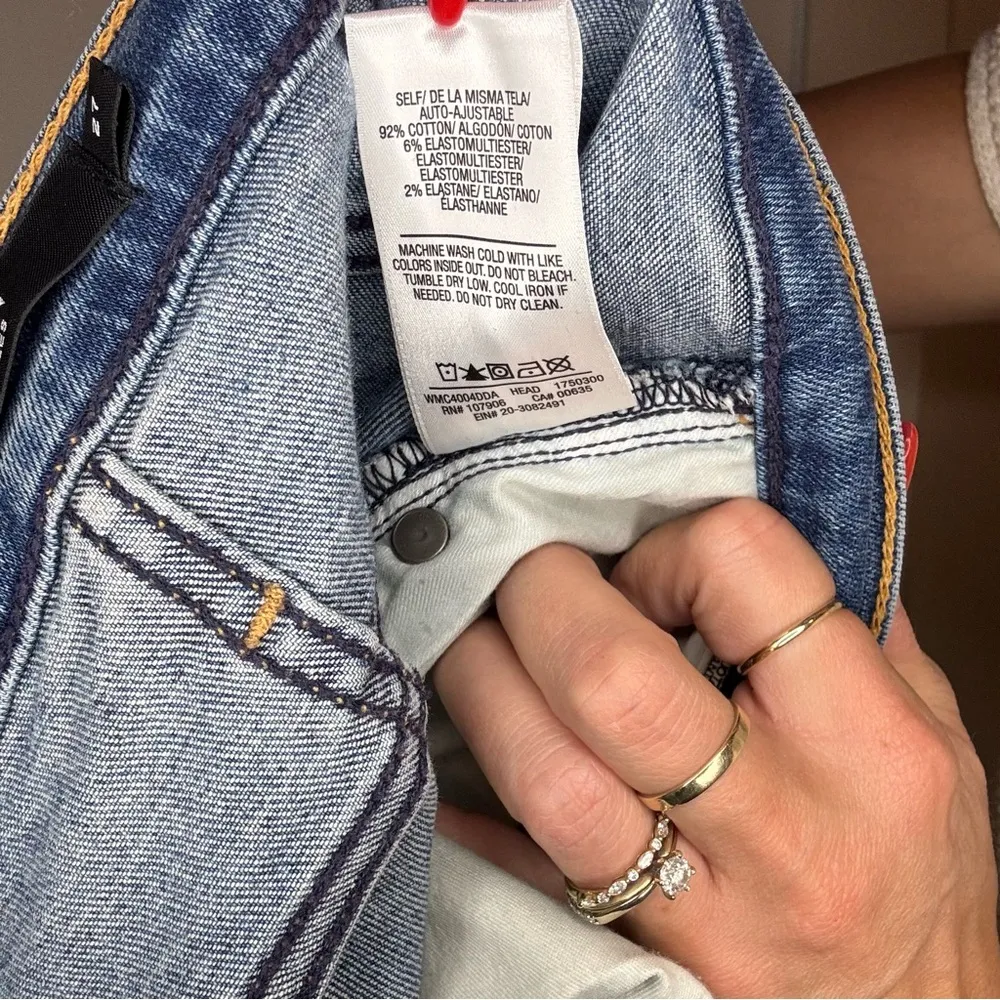 SELF/ DE LA MISMA TELA/
AUTO-AJUSTABLE
92% COTTON/ ALGODÓN/ COTON
6% ELASTOMULTIESTER/
ELASTOMULTIESTER/
ELASTOMULTIESTER
2% ELASTANE/ ELASTANO/
ÉLASTHANNE
MACHINE WASH COLD WITH LIKE
COLORS INSIDE OUT. DO NOT BLEACH.
TUMBLE DRY LOW. COOL IRON IF
NEEDED. DO NOT DRY CLEAN.
WMC4004DDA HEAD 1750300
RN# 107906 CA# 00635
EIN# 20-3082491
27